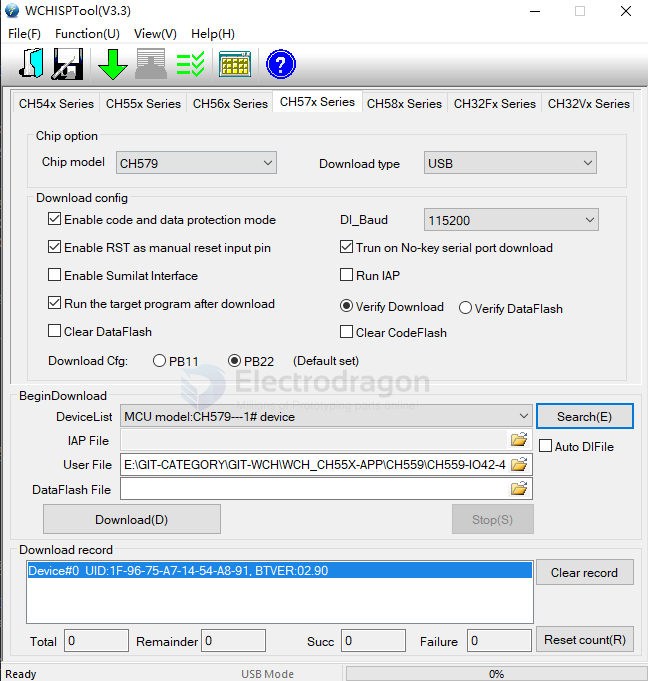 WCHISPTool(V3.3)
File(F) Function(U) View(V) Help(H)
CH54x Series CH55x Series CH56x Series CH57x Series CH58x Series CH32Fx Series CH32Vx Series
Chip option
Chip model CH579 Download type USB
Download config
Enable code and data protection mode DI_Baud 115200
Enable RST as manual reset input pin Trun on No-key serial port download
Enable Sumilat Interface Run IAP
Run the target program after download Verify Download Verify DataFlash
Clear DataFlash Clear CodeFlash
Download Cfg: PB11 PB22 (Default set)
Electrodragon
Millions of Prototyping parts online!
BeginDownload
DeviceList MCU model:CH579---1# device Search(E)
IAP File Auto DIFile
User File E:\GIT-CATEGORY\GIT-WCH\WCH_CH55X-APP\CH559\CH559-IO42-4
DataFlash File
Download(D) Stop(S)
Download record
Device#0 UID:1F-96-75-A7-14-54-A8-91, BTVER:02.90 Clear record
Total 0 Remainder 0 Succ 0 Failure 0 Reset count(R)
Ready USB Mode 0%